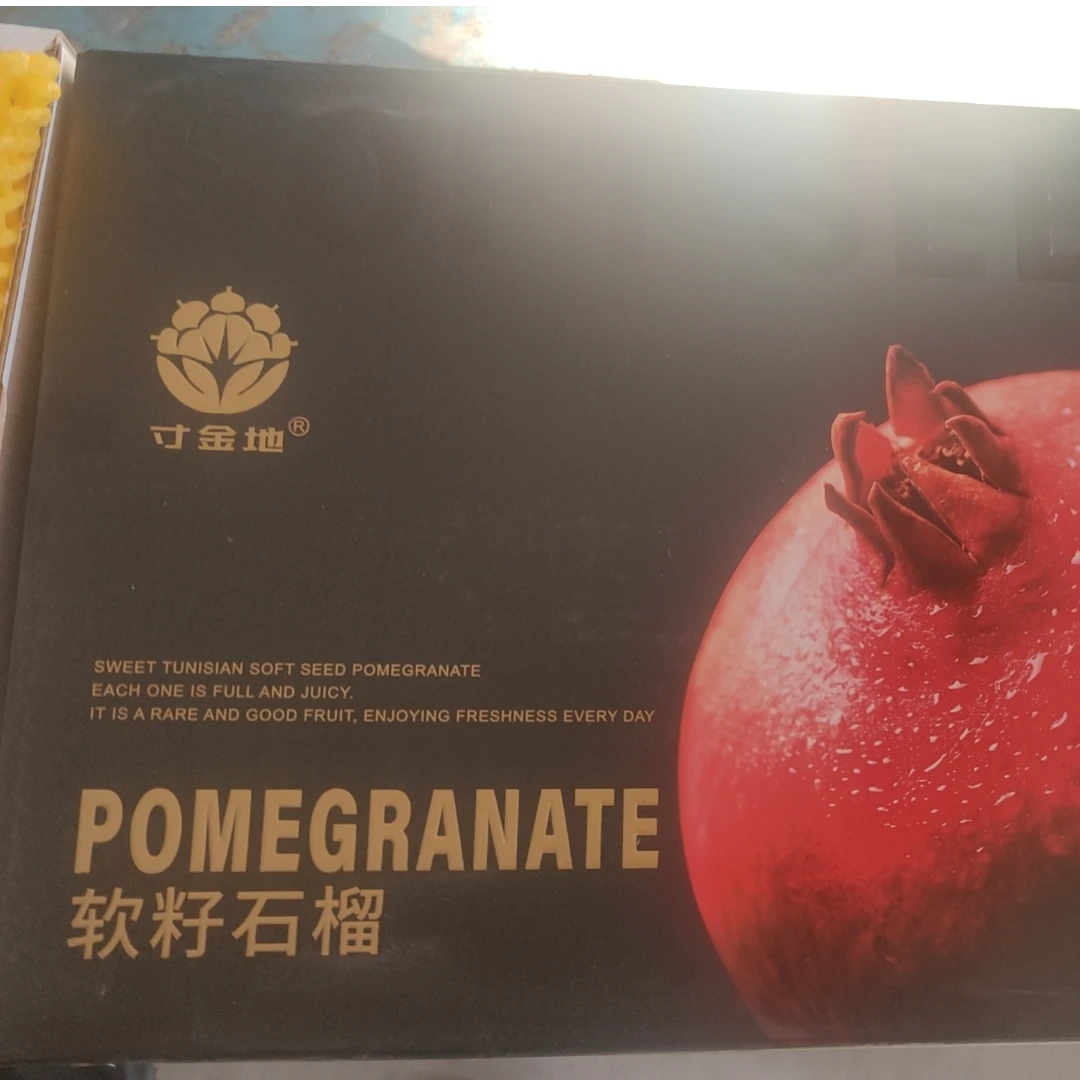 寸金地®
SWEET TUNISIAN SOFT SEED POMEGRANATE
EACH ONE IS FULL AND JUICY.
IT IS A RARE AND GOOD FRUIT, ENJOYING FRESHNESS EVERY DAY
POMEGRANATE
软籽石榴